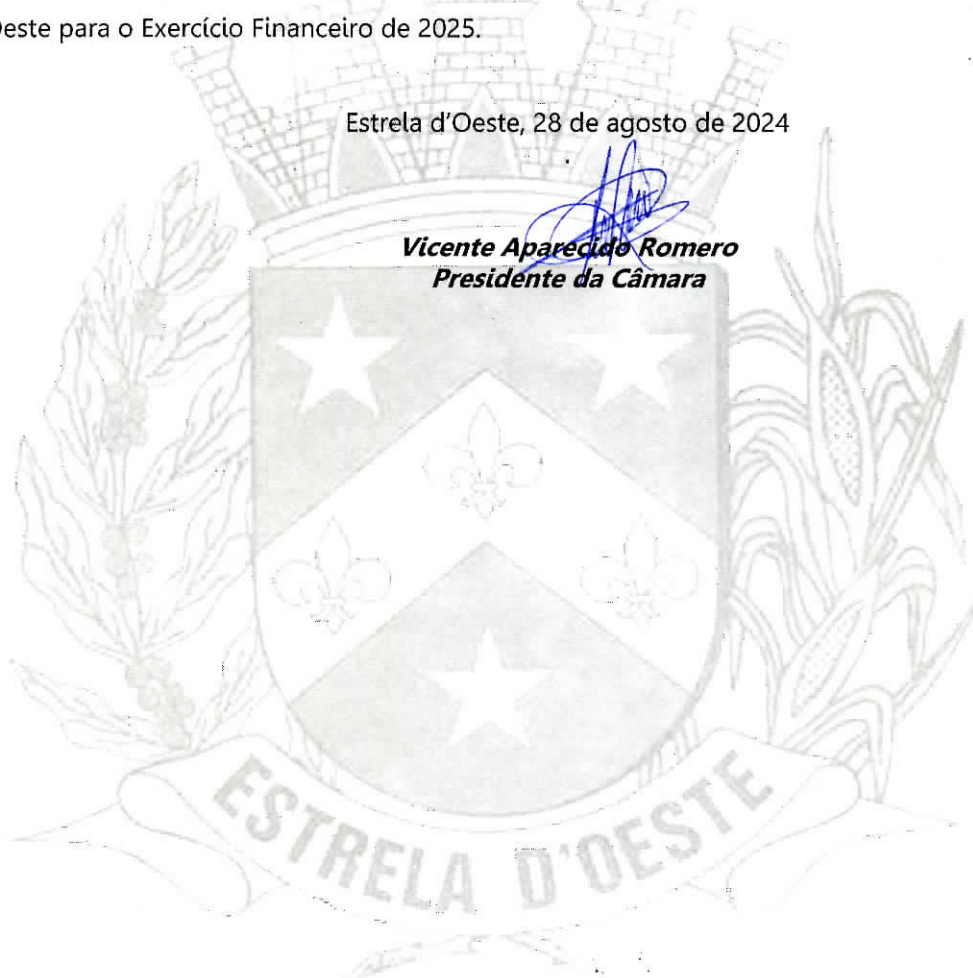 Oeste para o Exercício Financeiro de 2025.
Estrela d'Oeste, 28 de agosto de 2024
Vicente Aparecido Romero
Presidente da Câmara
ESTRELA D'OESTE